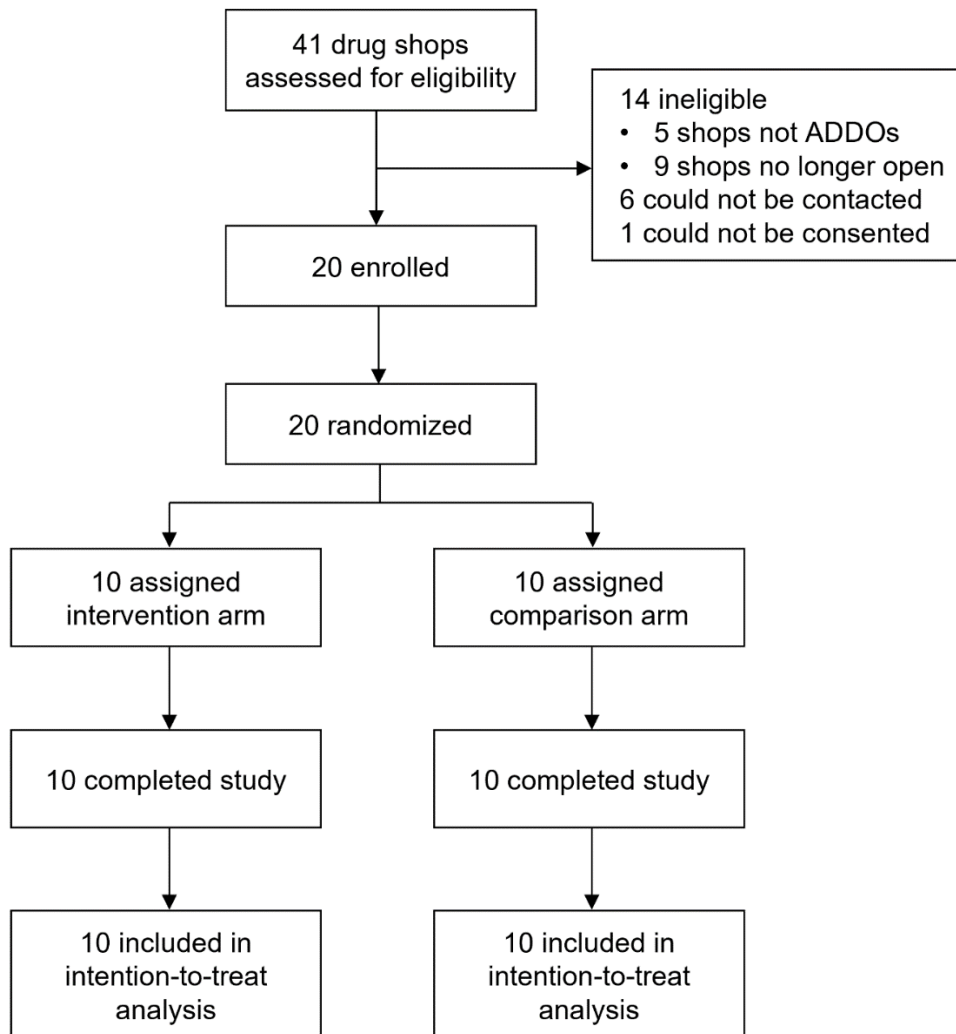 41 drug shops
assessed for eligibility
14 ineligible
• 5 shops not ADDOs
• 9 shops no longer open
6 could not be contacted
1 could not be consented
20 enrolled
20 randomized
10 assigned
intervention arm
10 assigned
comparison arm
10 completed study
10 completed study
10 included in
intention-to-treat
analysis
10 included in
intention-to-treat
analysis